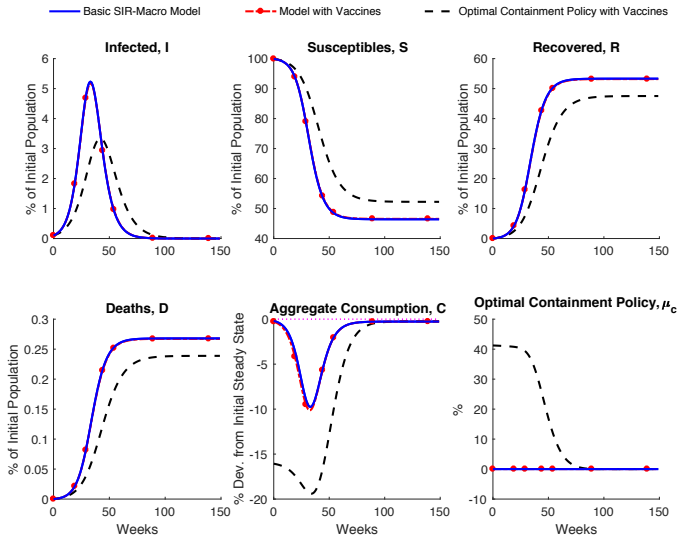 Basic SIR-Macro Model
Model with Vaccines
Optimal Containment Policy with Vaccines
Infected, I
% of Initial Population
6
5
4
3
2
1
0
0 50 100 150
Susceptibles, S
% of Initial Population
100
90
80
70
60
50
40
0 50 100 150
Recovered, R
% of Initial Population
60
50
40
30
20
10
0
0 50 100 150
Deaths, D
% of Initial Population
0.3
0.25
0.2
0.15
0.1
0.05
0
0 50 100 150
Weeks
Aggregate Consumption, C
% Dev. from Initial Steady State
0
-5
-10
-15
-20
0 50 100 150
Weeks
Optimal Containment Policy, μc
%
50
40
30
20
10
0
-10
0 50 100 150
Weeks